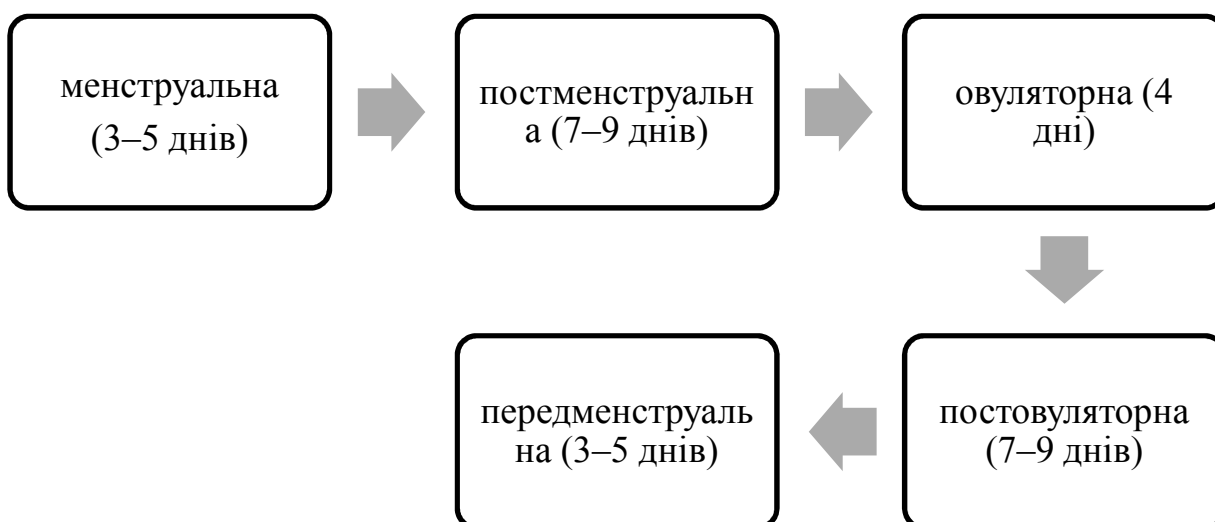 менструальна
(3–5 днів)
постменструальн
а (7–9 днів)
овуляторна (4
дні)
постовуляторна
(7–9 днів)
передменструаль
на (3–5 днів)